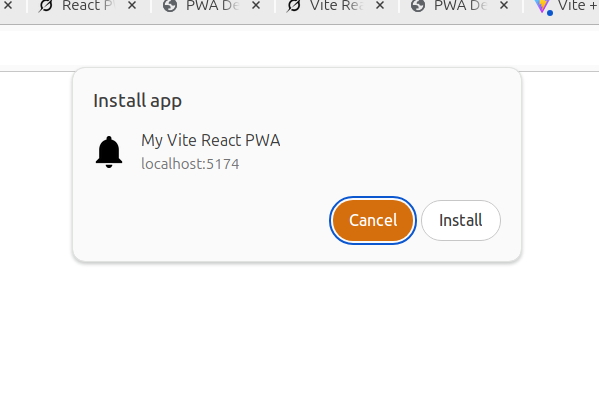 React P
PWA De
Vite Rea
PWA De
Vite +
Install app
My Vite React PWA
localhost:5174
Cancel
Install